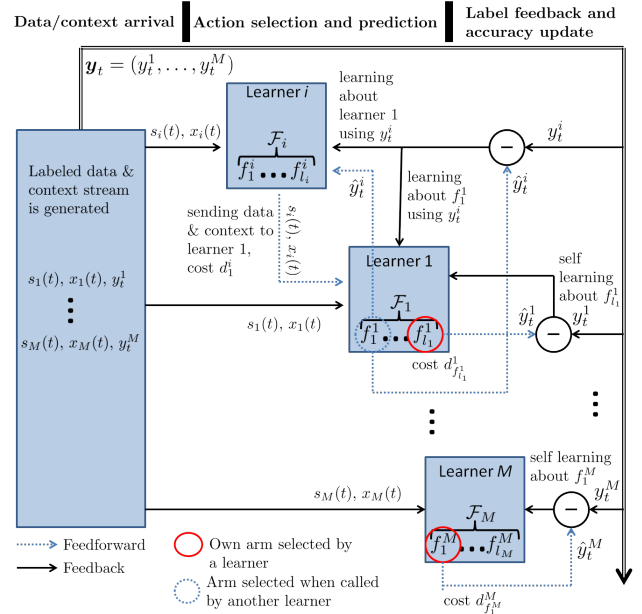 Data/context arrival
Action selection and prediction
Label feedback and
accuracy update
𝒚_t = (y_t^1, . . . , y_t^M)
Learner i
F_i
f_1^i ... f_{l_i}^i
s_i(t), x_i(t)
learning
about
learner 1
using y_t^i
y_t^i
ŷ_t^i
ŷ_t^i
Labeled data &
context stream
is generated
sending data
& context to
learner 1,
cost d_1^i
s_i(t), x_i(t)
learning
about f_1^1
using y_t^i
Learner 1
F_1
f_1^1 ... f_{l_1}^1
self
learning
about f_{l_1}^1
ŷ_t^1
y_t^1
s_1(t), x_1(t), y_t^1
⋮
s_M(t), x_M(t), y_t^M
s_1(t), x_1(t)
cost d_{f_{l_1}^1}^1
⋮
⋮
Learner M
F_M
f_1^M ... f_{l_M}^M
self learning
about f_1^M
s_M(t), x_M(t)
y_t^M
ŷ_t^M
cost d_{f_1^M}^M
Feedforward
Feedback
Own arm selected by
a learner
Arm selected when called
by another learner